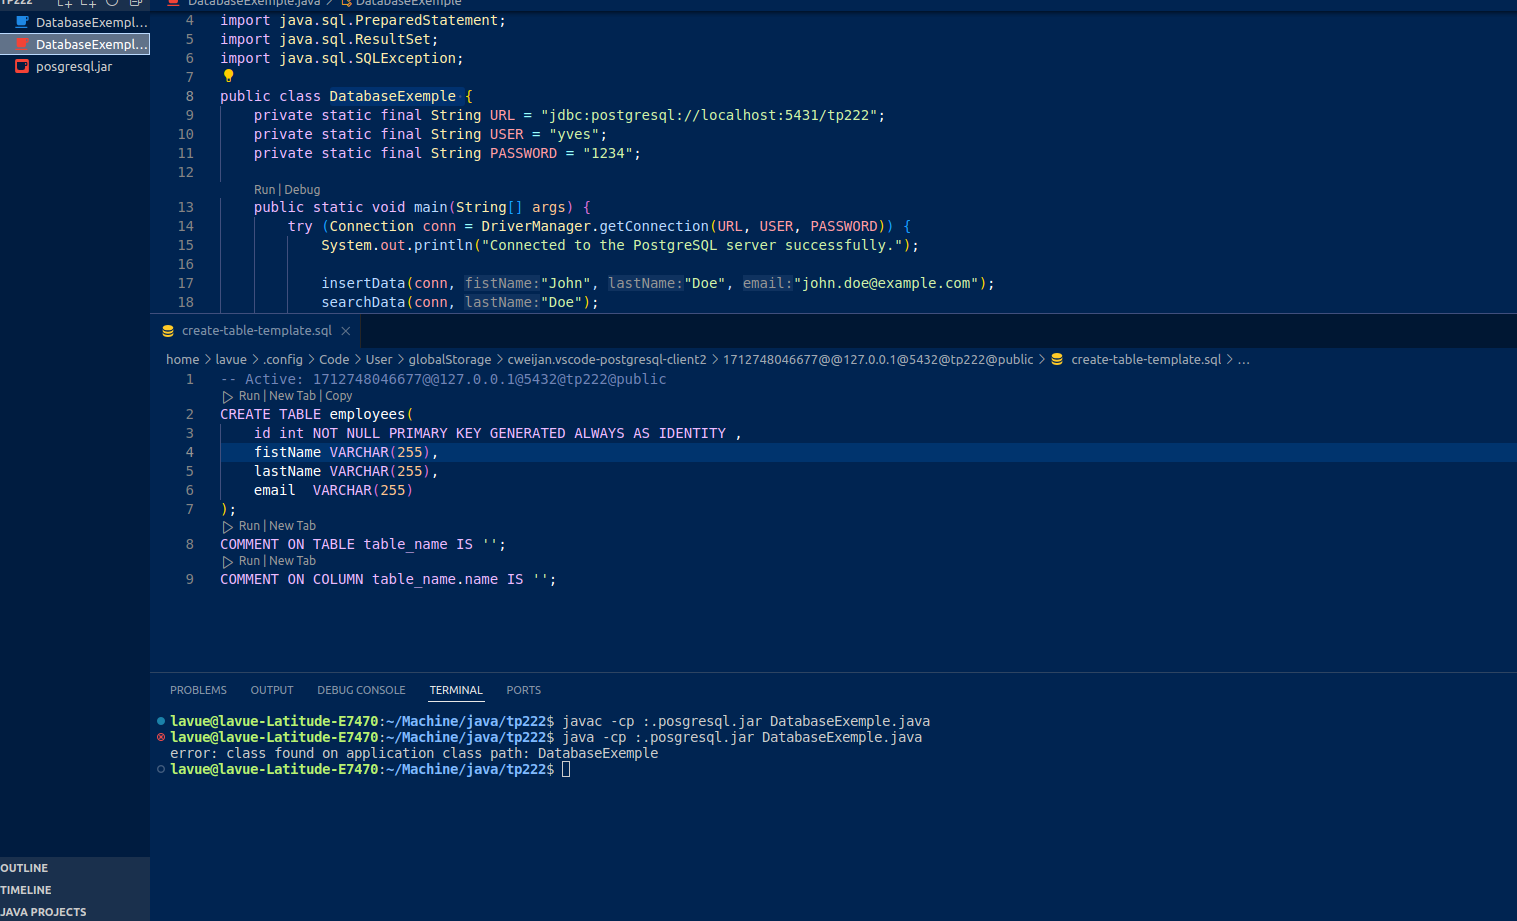 TP222
DatabaseExempl...
DatabaseExempl...
posgresql.jar
OUTLINE
TIMELINE
JAVA PROJECTS
DatabaseExemple.java > DatabaseExemple
4 import java.sql.PreparedStatement;
5 import java.sql.ResultSet;
6 import java.sql.SQLException;
7
8 public class DatabaseExemple {
9 private static final String URL = "jdbc:postgresql://localhost:5431/tp222";
10 private static final String USER = "yves";
11 private static final String PASSWORD = "1234";
12
Run | Debug
13 public static void main(String[] args) {
14 try (Connection conn = DriverManager.getConnection(URL, USER, PASSWORD)) {
15 System.out.println("Connected to the PostgreSQL server successfully.");
16
17 insertData(conn, fistName:"John", lastName:"Doe", email:"john.doe@example.com");
18 searchData(conn, lastName:"Doe");
create-table-template.sql
home > lavue > .config > Code > User > globalStorage > cweijan.vscode-postgresql-client2 > 1712748046677@@127.0.0.1@5432@tp222@public > create-table-template.sql > ...
1 -- Active: 1712748046677@@127.0.0.1@5432@tp222@public
Run | New Tab | Copy
2 CREATE TABLE employees(
3 id int NOT NULL PRIMARY KEY GENERATED ALWAYS AS IDENTITY ,
4 fistName VARCHAR(255),
5 lastName VARCHAR(255),
6 email  VARCHAR(255)
7 );
Run | New Tab
8 COMMENT ON TABLE table_name IS '';
Run | New Tab
9 COMMENT ON COLUMN table_name.name IS '';
PROBLEMS OUTPUT DEBUG CONSOLE TERMINAL PORTS
lavue@lavue-Latitude-E7470:~/Machine/java/tp222$ javac -cp :.posgresql.jar DatabaseExemple.java
lavue@lavue-Latitude-E7470:~/Machine/java/tp222$ java -cp :.posgresql.jar DatabaseExemple.java
error: class found on application class path: DatabaseExemple
lavue@lavue-Latitude-E7470:~/Machine/java/tp222$